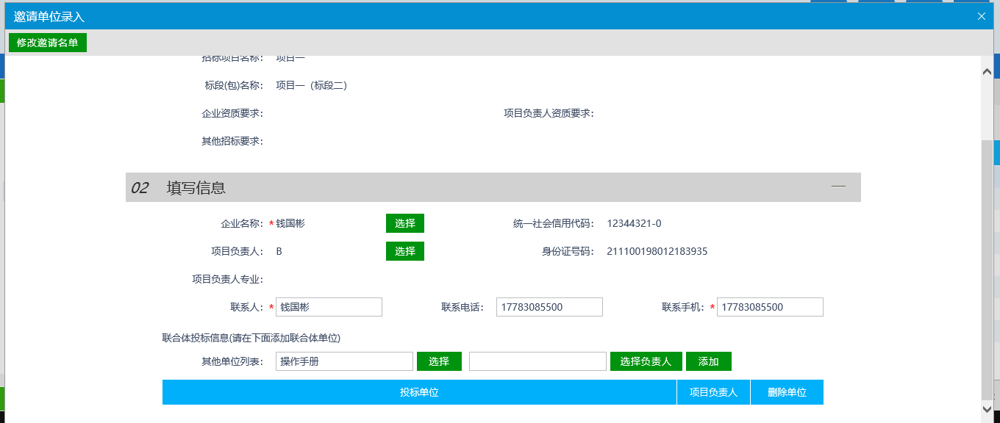 邀请单位录入
修改邀请名单
招标项目名称： 项目一
标段(包)名称： 项目一（标段二）
企业资质要求： 项目负责人资质要求：
其他招标要求：
02 填写信息
企业名称：*钱国彬 选择 统一社会信用代码： 12344321-0
项目负责人： B 选择 身份证号码： 211100198012183935
项目负责人专业：
联系人：*钱国彬 联系电话： 17783085500 联系手机：*17783085500
联合体投标信息(请在下面添加联合体单位)
其他单位列表： 操作手册 选择 选择负责人 添加
投标单位 项目负责人 删除单位